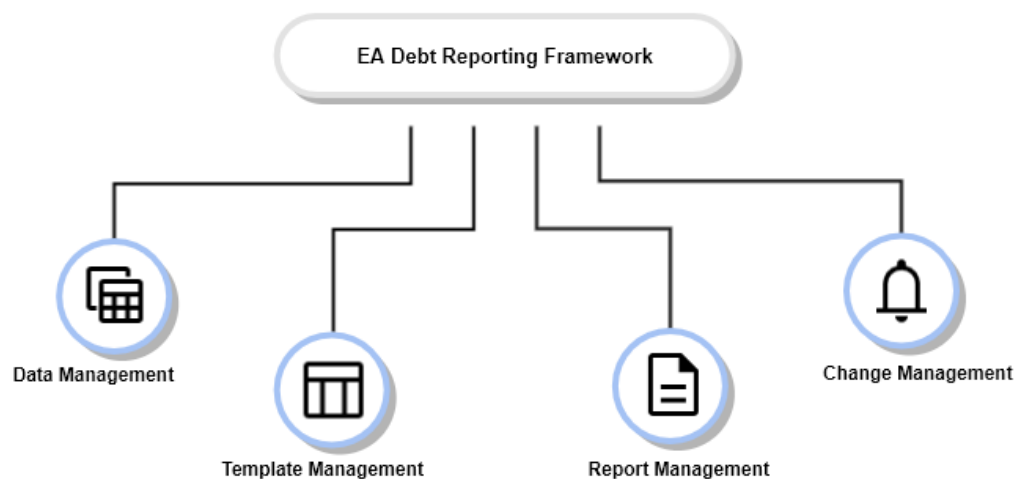 EA Debt Reporting Framework
Data Management
Change Management
Template Management
Report Management